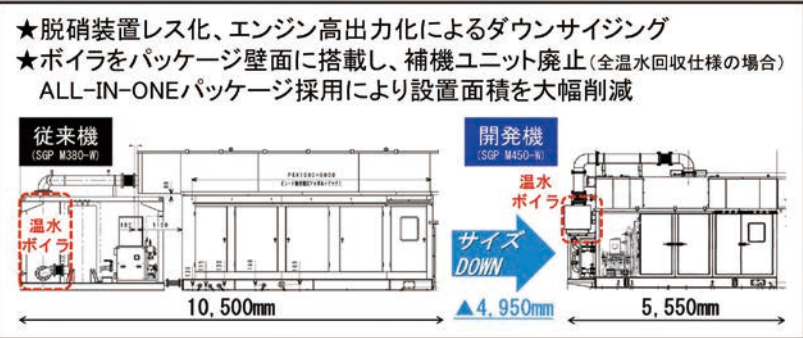 ★脱硝装置レス化、エンジン高出力化によるダウンサイジング
★ボイラをパッケージ壁面に搭載し、補機ユニット廃止(全温水回収仕様の場合)
ALL-IN-ONEパッケージ採用により設置面積を大幅削減
従来機
(SGP M380-W)
開発機
(SGP M450-W)
温水
ボイラ
温水
ボイラ
サイズ
DOWN
10,500mm
▲4,950mm
5,550mm